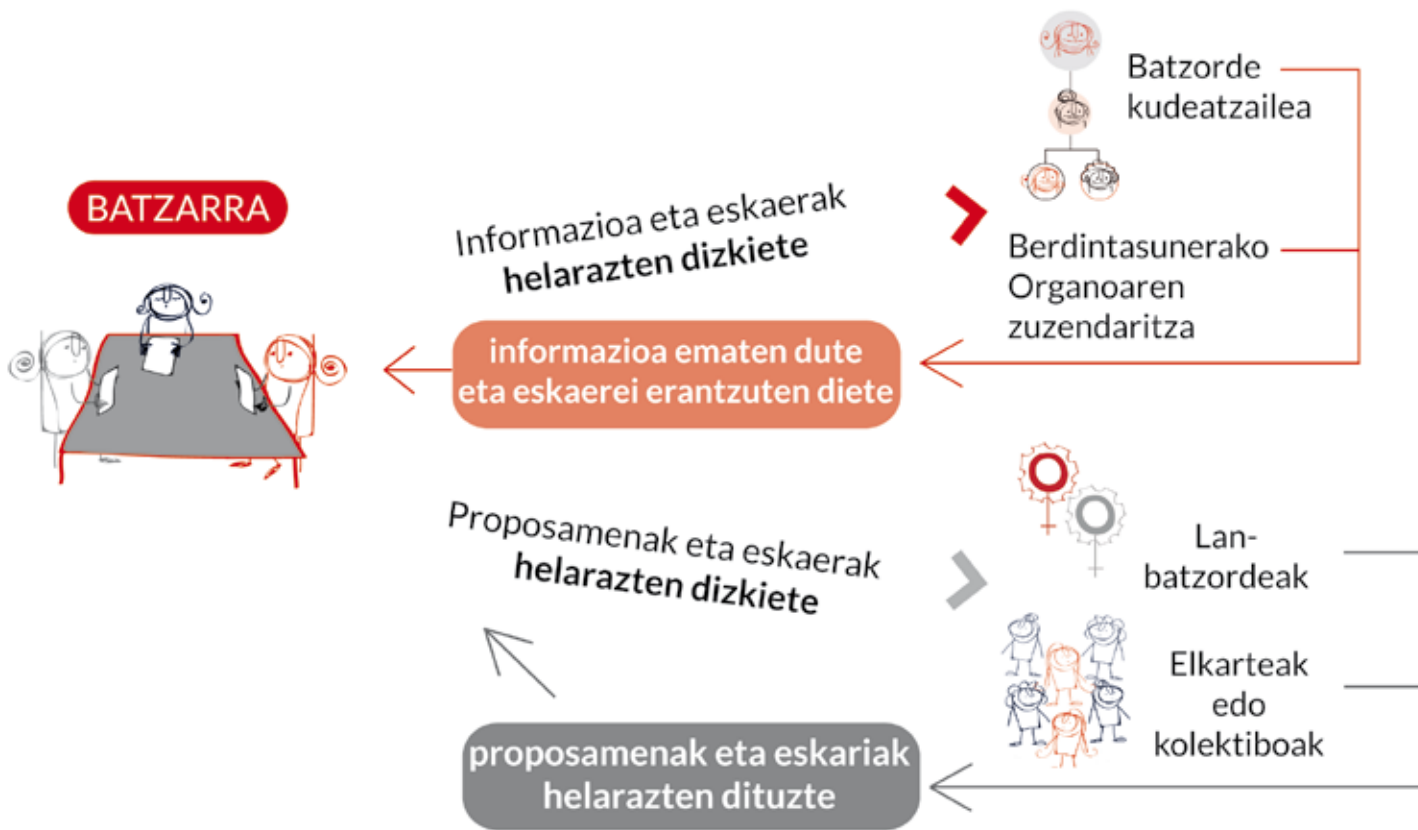 BATZARRA
Informazioa eta eskaerak
helarazten dizkiete
Batzorde
kudeatzailea
Berdintasunerako
Organoaren
zuzendaritza
informazioa ematen dute
eta eskaerei erantzuten diete
Proposamenak eta eskaerak
helarazten dizkiete
Lan-
batzordeak
Elkarteak
edo
kolektiboak
proposamenak eta eskariak
helarazten dituzte